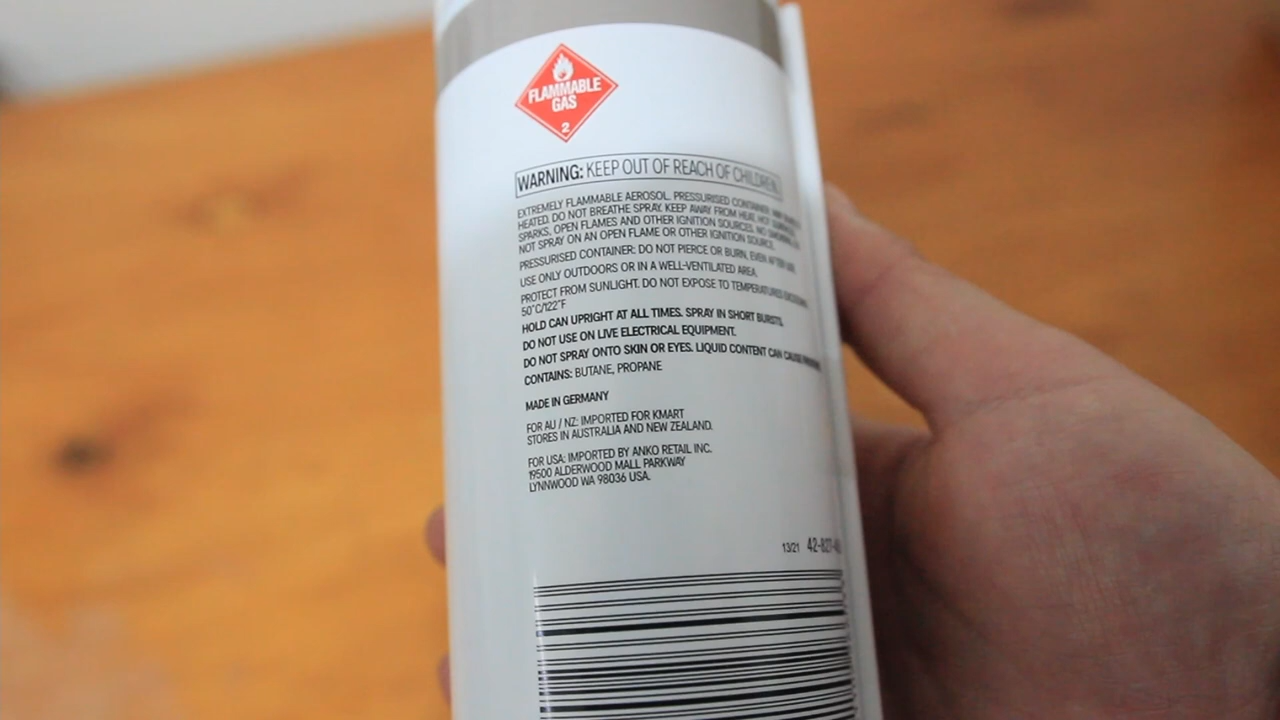 FLAMMABLE
GAS
2
WARNING: KEEP OUT OF REACH OF CHILDREN.
EXTREMELY FLAMMABLE AEROSOL. PRESSURISED CONTAINER
HEATED. DO NOT BREATHE SPRAY. KEEP AWAY FROM HEAT, HOT SURFACES,
SPARKS, OPEN FLAMES AND OTHER IGNITION SOURCES. NO SMOKING.
NOT SPRAY ON AN OPEN FLAME OR OTHER IGNITION SOURCE.
PRESSURISED CONTAINER: DO NOT PIERCE OR BURN, EVEN AFTER USE.
USE ONLY OUTDOORS OR IN A WELL-VENTILATED AREA.
PROTECT FROM SUNLIGHT. DO NOT EXPOSE TO TEMPERATURES EXCEEDING
50°C/122°F
HOLD CAN UPRIGHT AT ALL TIMES. SPRAY IN SHORT BURSTS.
DO NOT USE ON LIVE ELECTRICAL EQUIPMENT.
DO NOT SPRAY ONTO SKIN OR EYES. LIQUID CONTENT CAN CAUSE
CONTAINS: BUTANE, PROPANE
MADE IN GERMANY
FOR AU / NZ: IMPORTED FOR KMART
STORES IN AUSTRALIA AND NEW ZEALAND.
FOR USA: IMPORTED BY ANKO RETAIL INC.
19500 ALDERWOOD MALL PARKWAY
LYNNWOOD WA 98036 USA.
13/21